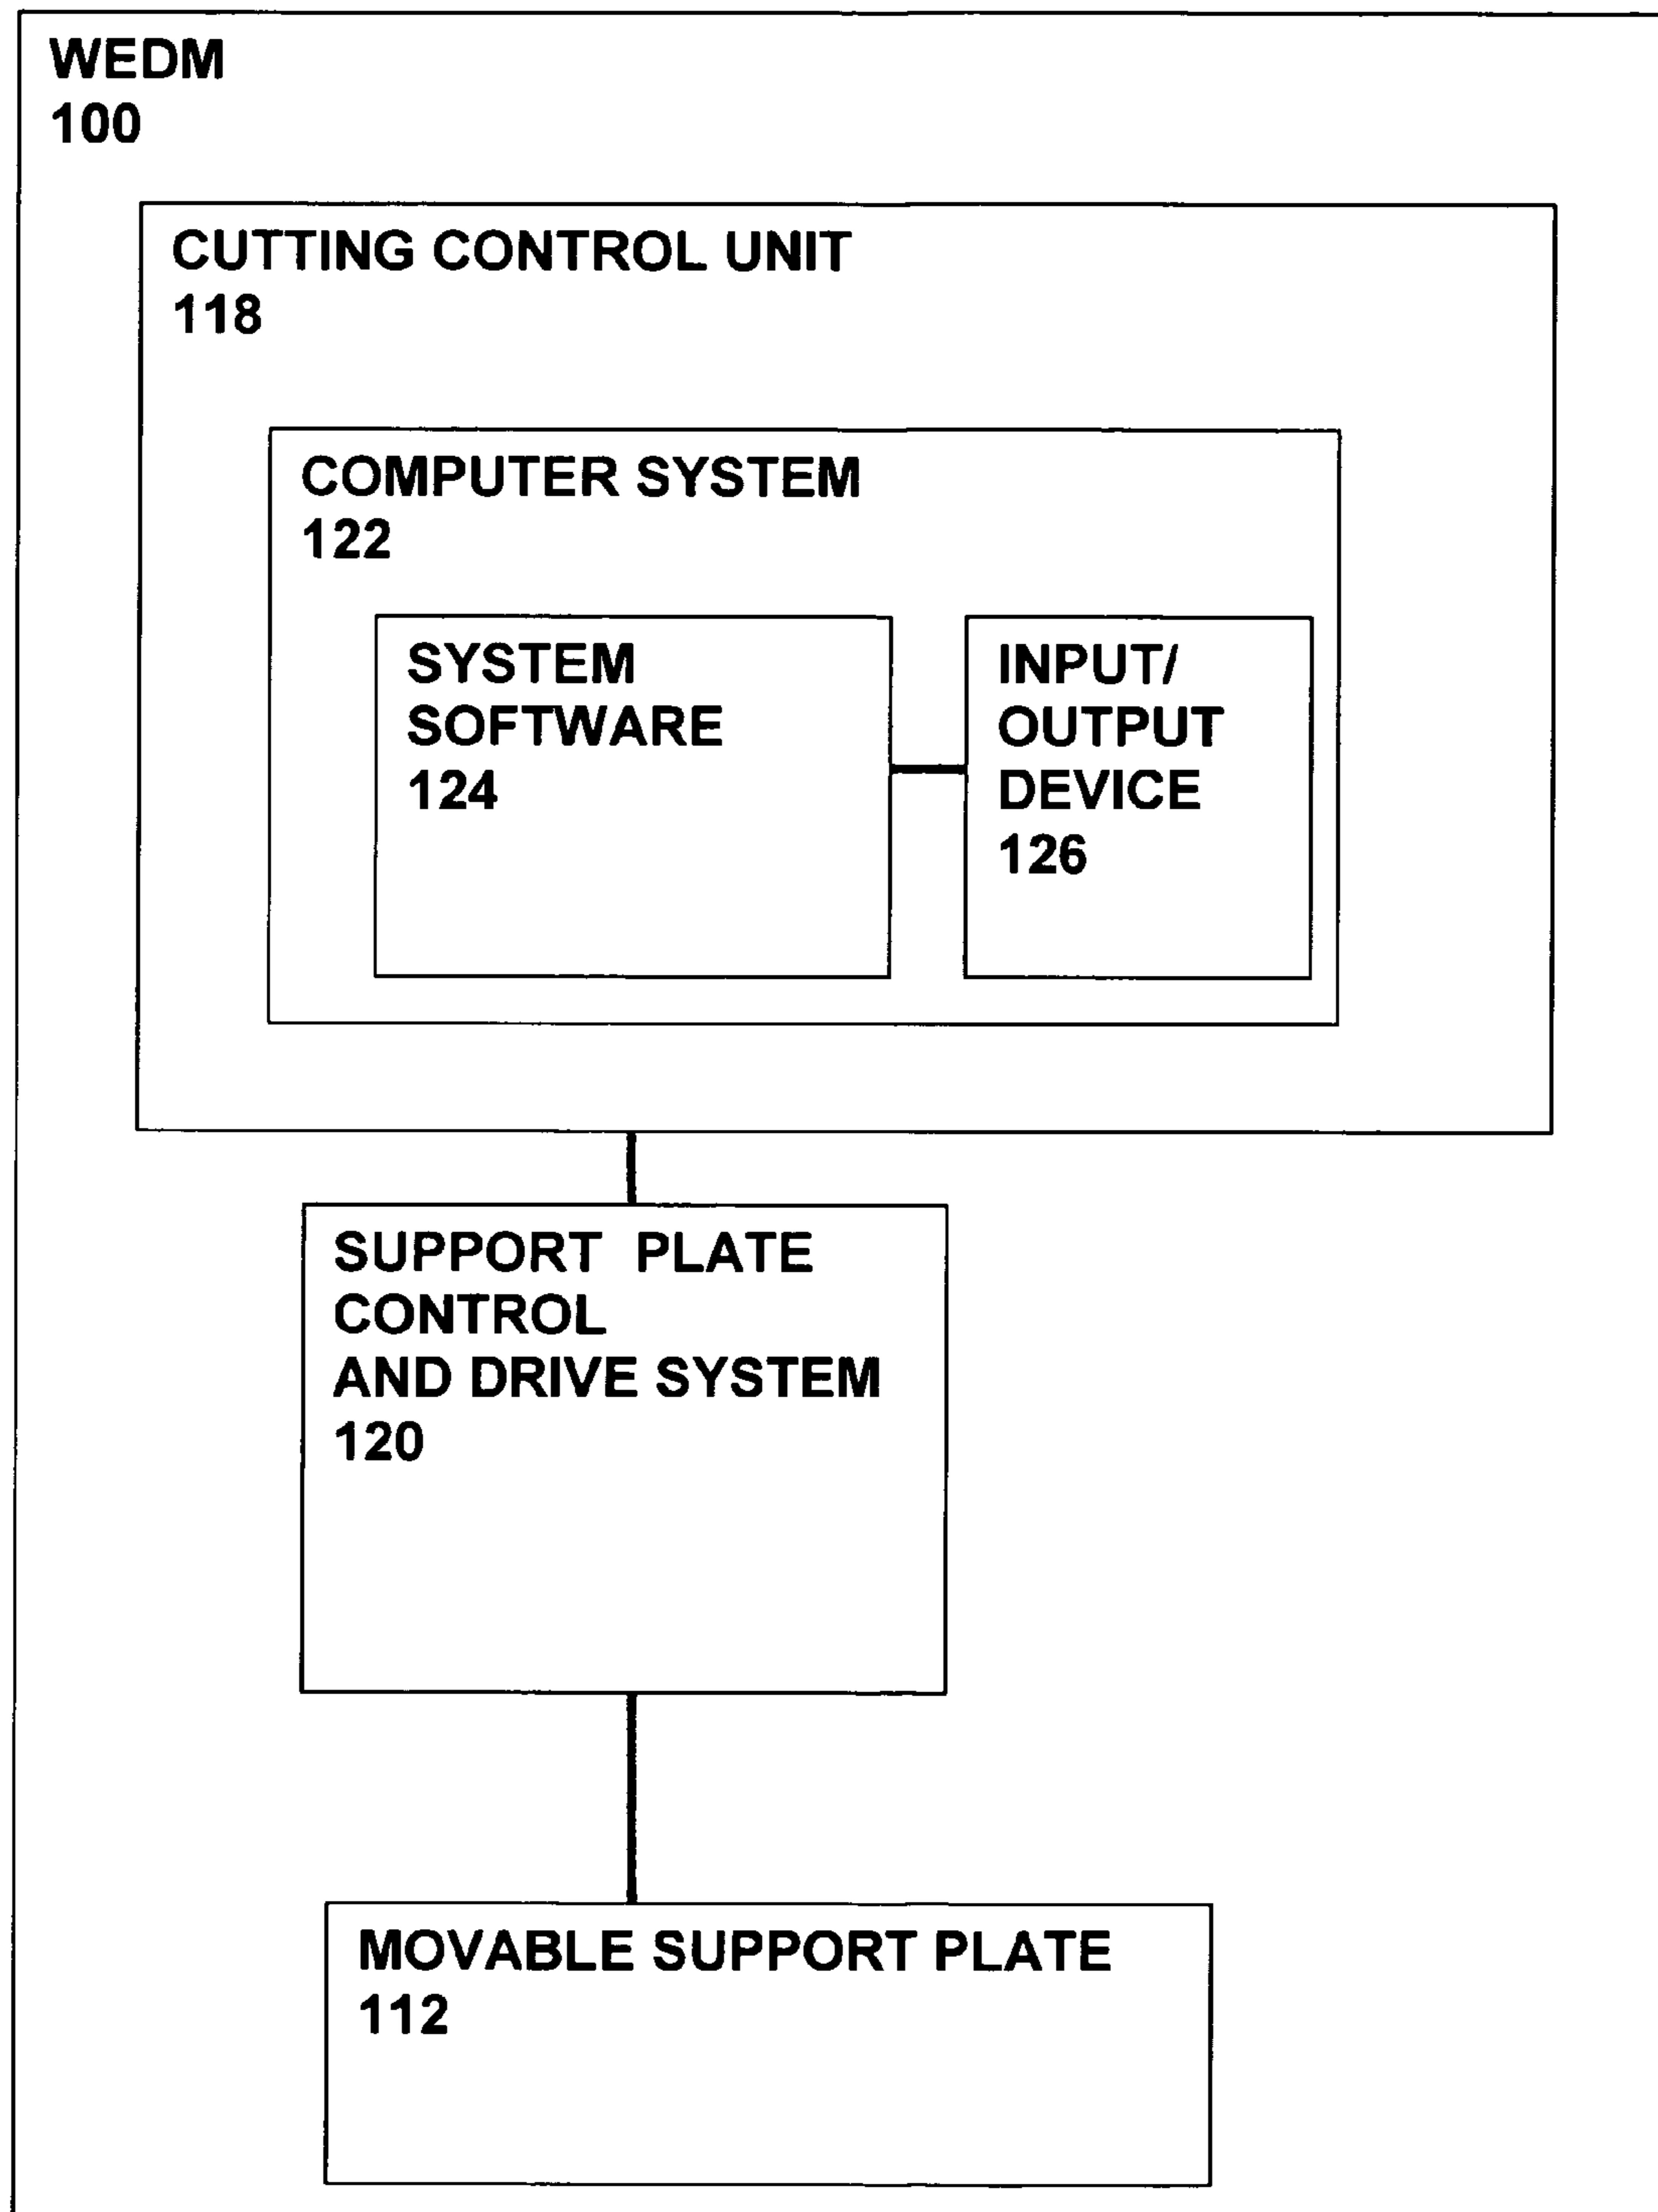 WEDM
100
CUTTING CONTROL UNIT
118
COMPUTER SYSTEM
122
SYSTEM
SOFTWARE
124
INPUT/
OUTPUT
DEVICE
126
SUPPORT PLATE
CONTROL
AND DRIVE SYSTEM
120
MOVABLE SUPPORT PLATE
112